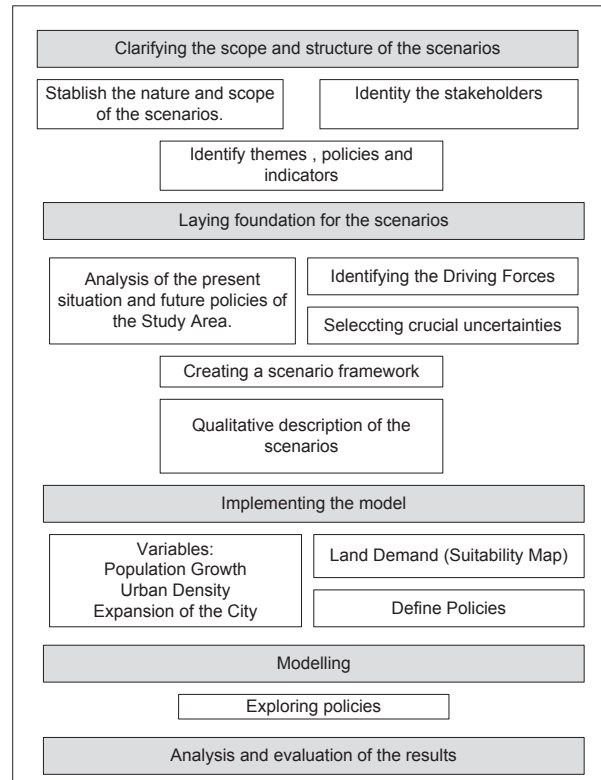 Clarifying the scope and structure of the scenarios
Stablish the nature and scope
of the scenarios.
Identity the stakeholders
Identify themes , policies and
indicators
Laying foundation for the scenarios
Analysis of the present
situation and future policies of
the Study Area.
Identifying the Driving Forces
Seleccting crucial uncertainties
Creating a scenario framework
Qualitative description of the
scenarios
Implementing the model
Variables:
Population Growth
Urban Density
Expansion of the City
Land Demand (Suitability Map)
Define Policies
Modelling
Exploring policies
Analysis and evaluation of the results